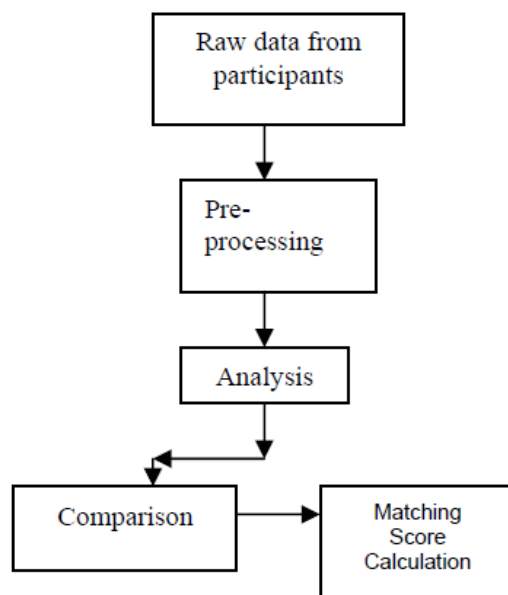 Raw data from
participants
Pre-
processing
Analysis
Comparison
Matching
Score
Calculation